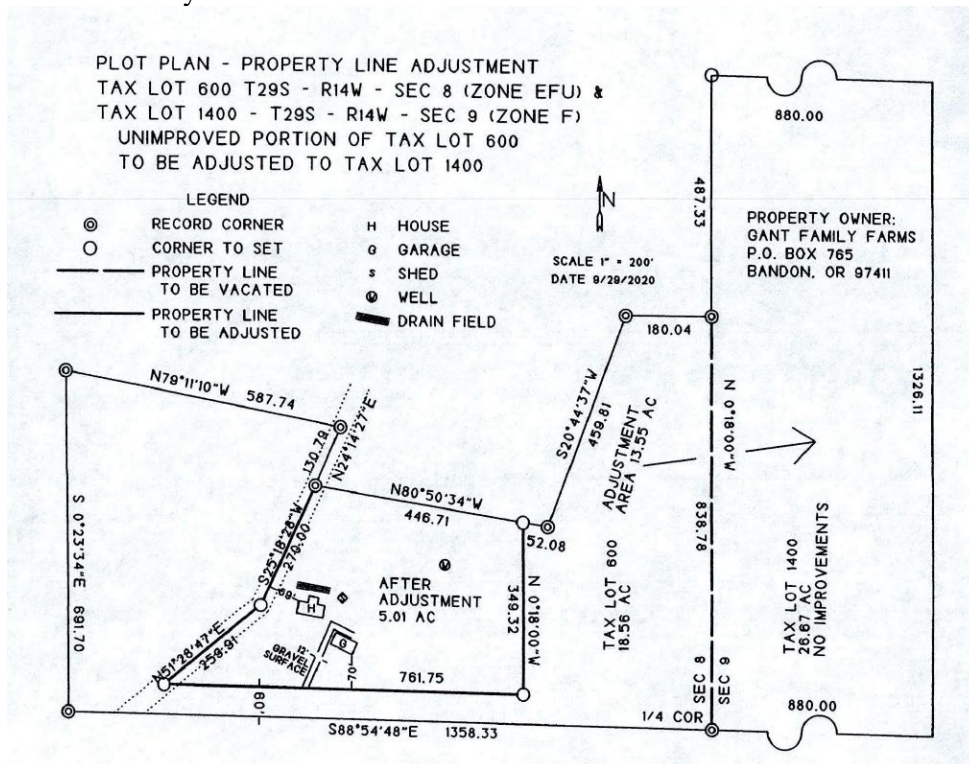 PLOT PLAN - PROPERTY LINE ADJUSTMENT
TAX LOT 600 T29S - R14W - SEC 8 (ZONE EFU) &
TAX LOT 1400 - T29S - R14W - SEC 9 (ZONE F)
UNIMPROVED PORTION OF TAX LOT 600
TO BE ADJUSTED TO TAX LOT 1400
LEGEND
RECORD CORNER
CORNER TO SET
PROPERTY LINE
TO BE VACATED
PROPERTY LINE
TO BE ADJUSTED
H HOUSE
G GARAGE
S SHED
W WELL
DRAIN FIELD
N
SCALE 1" = 200'
DATE 9/28/2020
880.00
487.33
PROPERTY OWNER:
GANT FAMILY FARMS
P.O. BOX 765
BANDON, OR 97411
180.04
1326.11
N79°11'10"W
587.74
130.79
N24°14'27"E
S20°44'37"W
459.81
ADJUSTMENT
AREA 13.55 AC
N 0°18'00"W
838.78
S 0°23'34"E 691.70
S25°18'28"W
270.00
N80°50'34"W
446.71
52.08
W
AFTER
ADJUSTMENT
5.01 AC
N 0°18'00"W
349.32
TAX LOT 600
18.56 AC
TAX LOT 1400
26.67 AC
NO IMPROVEMENTS
H
S
G
12'
GRAVEL
SURFACE
N51°28'47"E
259.91
761.75
60
70
S88°54'48"E 1358.33
1/4 COR
SEC 8
SEC 9
880.00